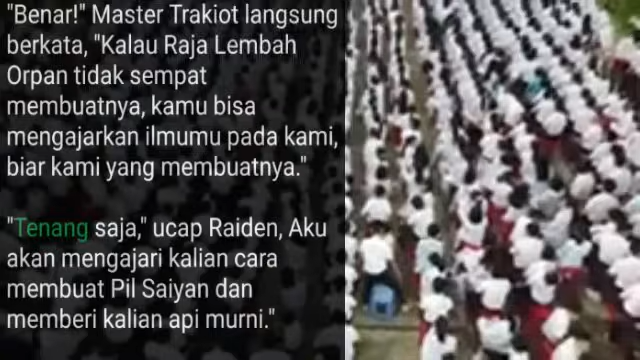 "Benar!" Master Trakiot langsung
berkata, "Kalau Raja Lembah
Orpan tidak sempat
membuatnya, kamu bisa
mengajarkan ilmumu pada kami,
biar kami yang membuatnya."
"Tenang saja," ucap Raiden, Aku
akan mengajari kalian cara
membuat Pil Saiyan dan
memberi kalian api murni."